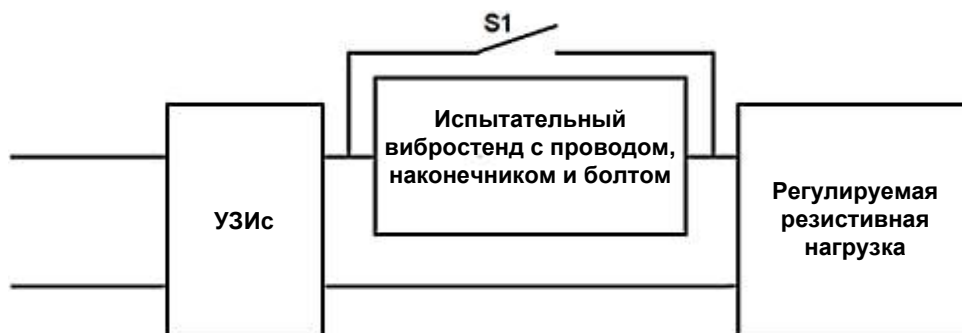 S1
Испытательный
вибростенд с проводом,
наконечником и болтом
УЗИс
Регулируемая
резистивная
нагрузка